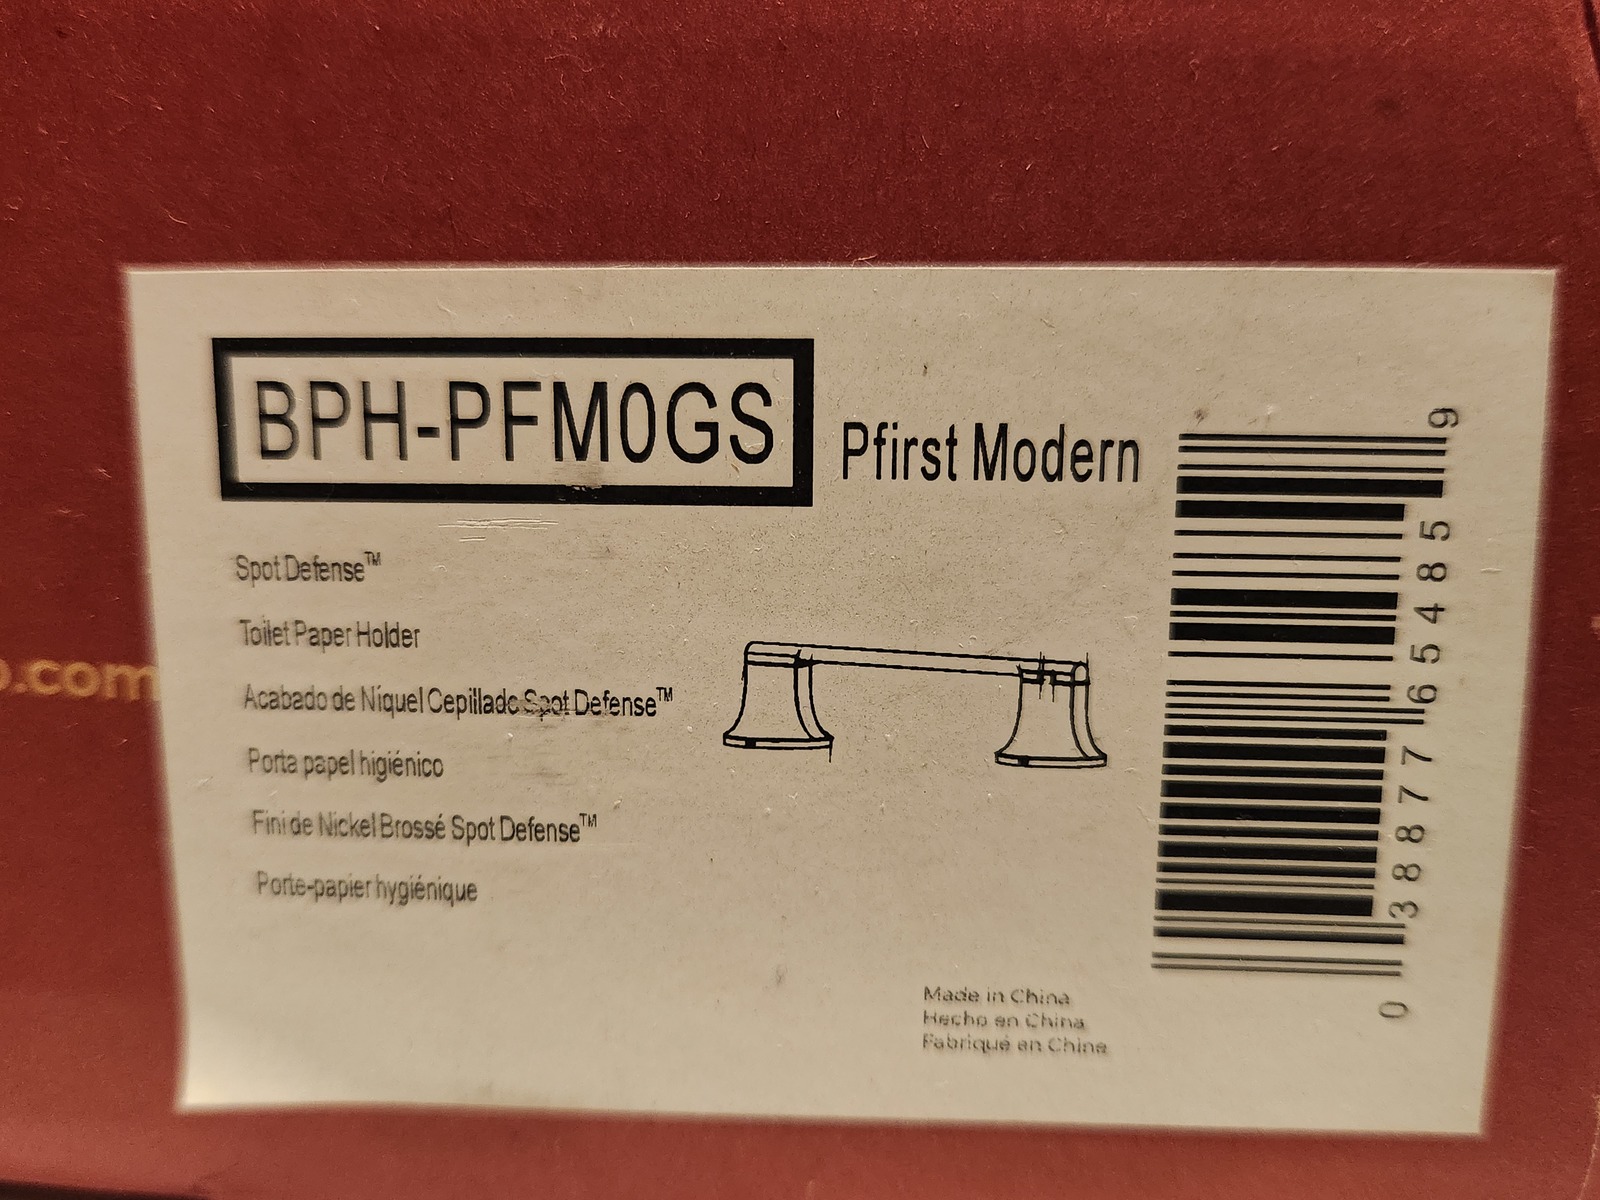 BPH-PFM0GS
Pfirst Modern
Spot Defense™
Toilet Paper Holder
Acabado de Níquel Cepillado Spot Defense™
Porta papel higiénico
Fini de Nickel Brossé Spot Defense™
Porte-papier hygiénique
.com
Made in China
Hecho en China
Fabriqué en Chine
0 38877 65485 9